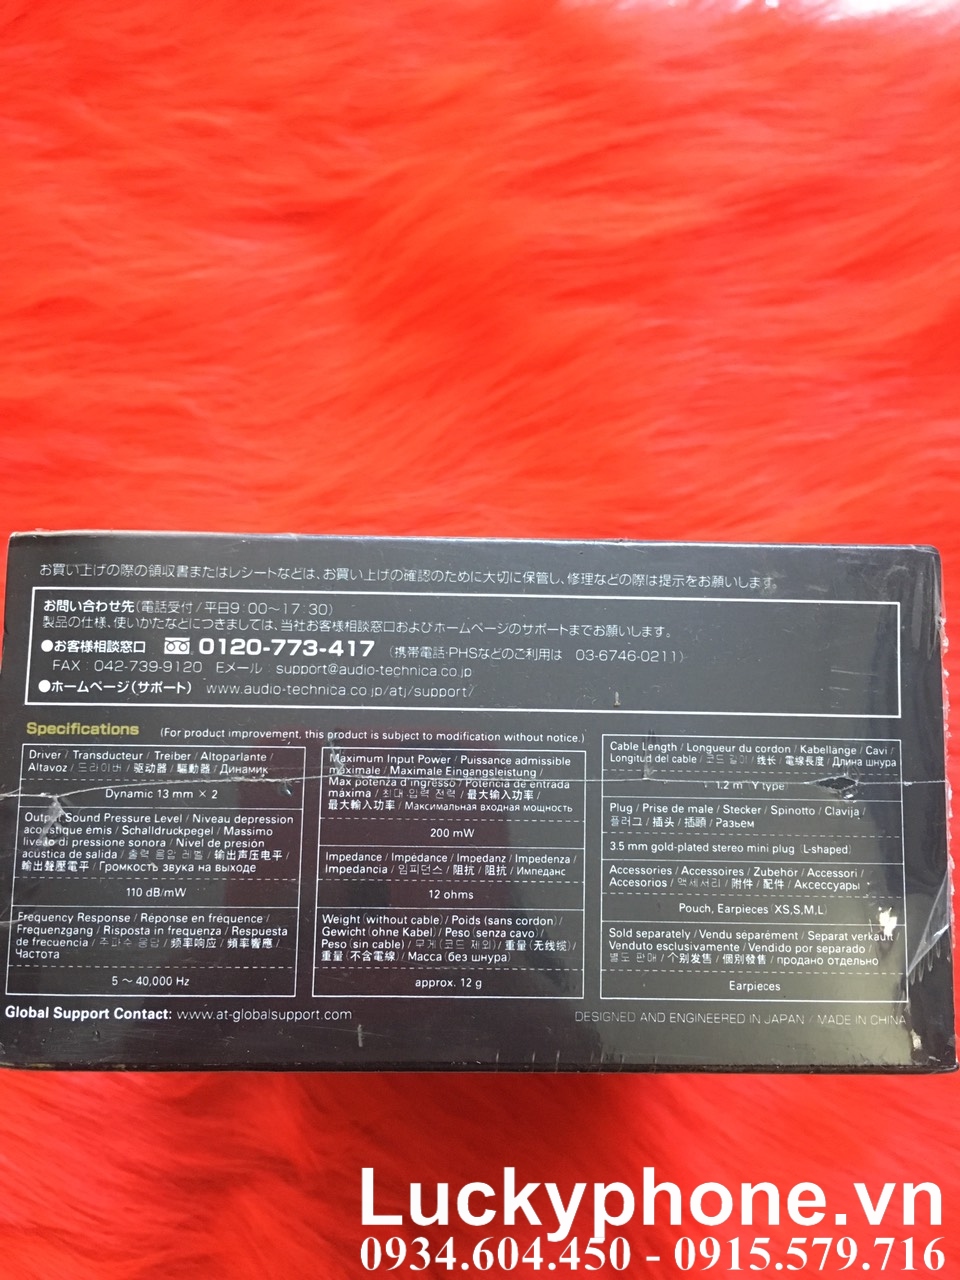 お買い上げの際の領収書またはレシートなどは、お買い上げの確認のために大切に保管し、修理などの際は提示をお願いします。
お問い合わせ先(電話受付/平日9:00〜17:30)
製品の仕様、使いかたなどにつきましては、当社お客様相談窓口およびホームページのサポートまでお願いします。
●お客様相談窓口 0120-773-417 (携帯電話・PHSなどのご利用は 03-6746-0211)
FAX : 042-739-9120 Eメール support@audio-technica.co.jp
●ホームページ(サポート) www.audio-technica.co.jp/atj/support/
Specifications (For product improvement, this product is subject to modification without notice.)
Driver / Transducteur / Treiber / Altoparlante /
Altavoz / 드라이버 / 驱动器 / 驅動器 / Динамик
Dynamic 13 mm × 2
Output Sound Pressure Level / Niveau depression
acoustique émis / Schalldruckpegel / Massimo
livello di pressione sonora / Nivel de presión
acústica de salida / 출력 음압 레벨 / 输出声压电平 /
輸出聲壓電平 / Громкость звука на выходе
110 dB/mW
Frequency Response / Réponse en fréquence /
Frequenzgang / Risposta in frequenza / Respuesta
de frecuencia / 주파수 응답 / 频率响应 / 頻率響應 /
Частота
5 ~ 40,000 Hz
Maximum Input Power / Puissance admissible
maximale / Maximale Eingangsleistung /
Max potenza d'ingresso / Potencia de entrada
máxima / 최대 입력 전력 / 最大输入功率 /
最大輸入功率 / Максимальная входная мощность
200 mW
Impedance / Impédance / Impedanz / Impedenza /
Impedancia / 임피던스 / 阻抗 / 阻抗 / Импеданс
12 ohms
Weight (without cable) / Poids (sans cordon) /
Gewicht (ohne Kabel) / Peso (senza cavo) /
Peso (sin cable) / 무게 (코드 제외) / 重量 (无线缆) /
重量 (不含電線) / Масса (без шнура)
approx. 12 g
Cable Length / Longueur du cordon / Kabellänge / Cavi /
Longitud del cable / 코드 길이 / 线长 / 電線長度 / Длина шнура
1.2 m (Y type)
Plug / Prise de male / Stecker / Spinotto / Clavija /
플러그 / 插头 / 插頭 / Разъем
3.5 mm gold-plated stereo mini plug (L-shaped)
Accessories / Accessoires / Zubehör / Accessori /
Accesorios / 액세서리 / 附件 / 配件 / Аксессуары
Pouch, Earpieces (XS,S,M,L)
Sold separately / Vendu séparément / Separat verkauft /
Venduto esclusivamente / Vendido por separado /
별도 판매 / 个别发售 / 個別發售 / продано отдельно
Earpieces
Global Support Contact: www.at-globalsupport.com
DESIGNED AND ENGINEERED IN JAPAN / MADE IN CHINA
Luckyphone.vn
0934.604.450 - 0915.579.716